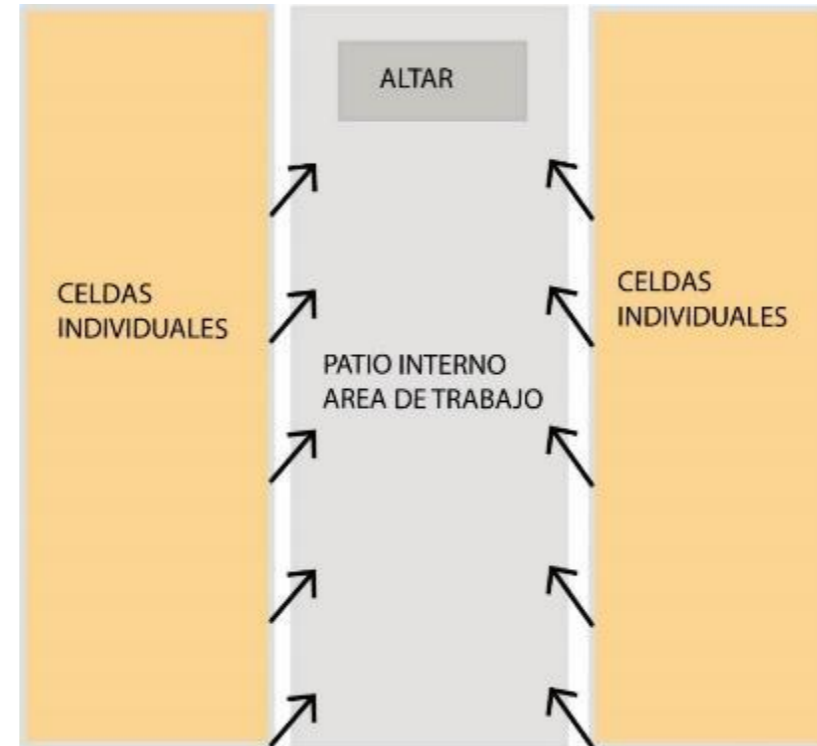 ALTAR
CELDAS
INDIVIDUALES
PATIO INTERNO
AREA DE TRABAJO
CELDAS
INDIVIDUALES